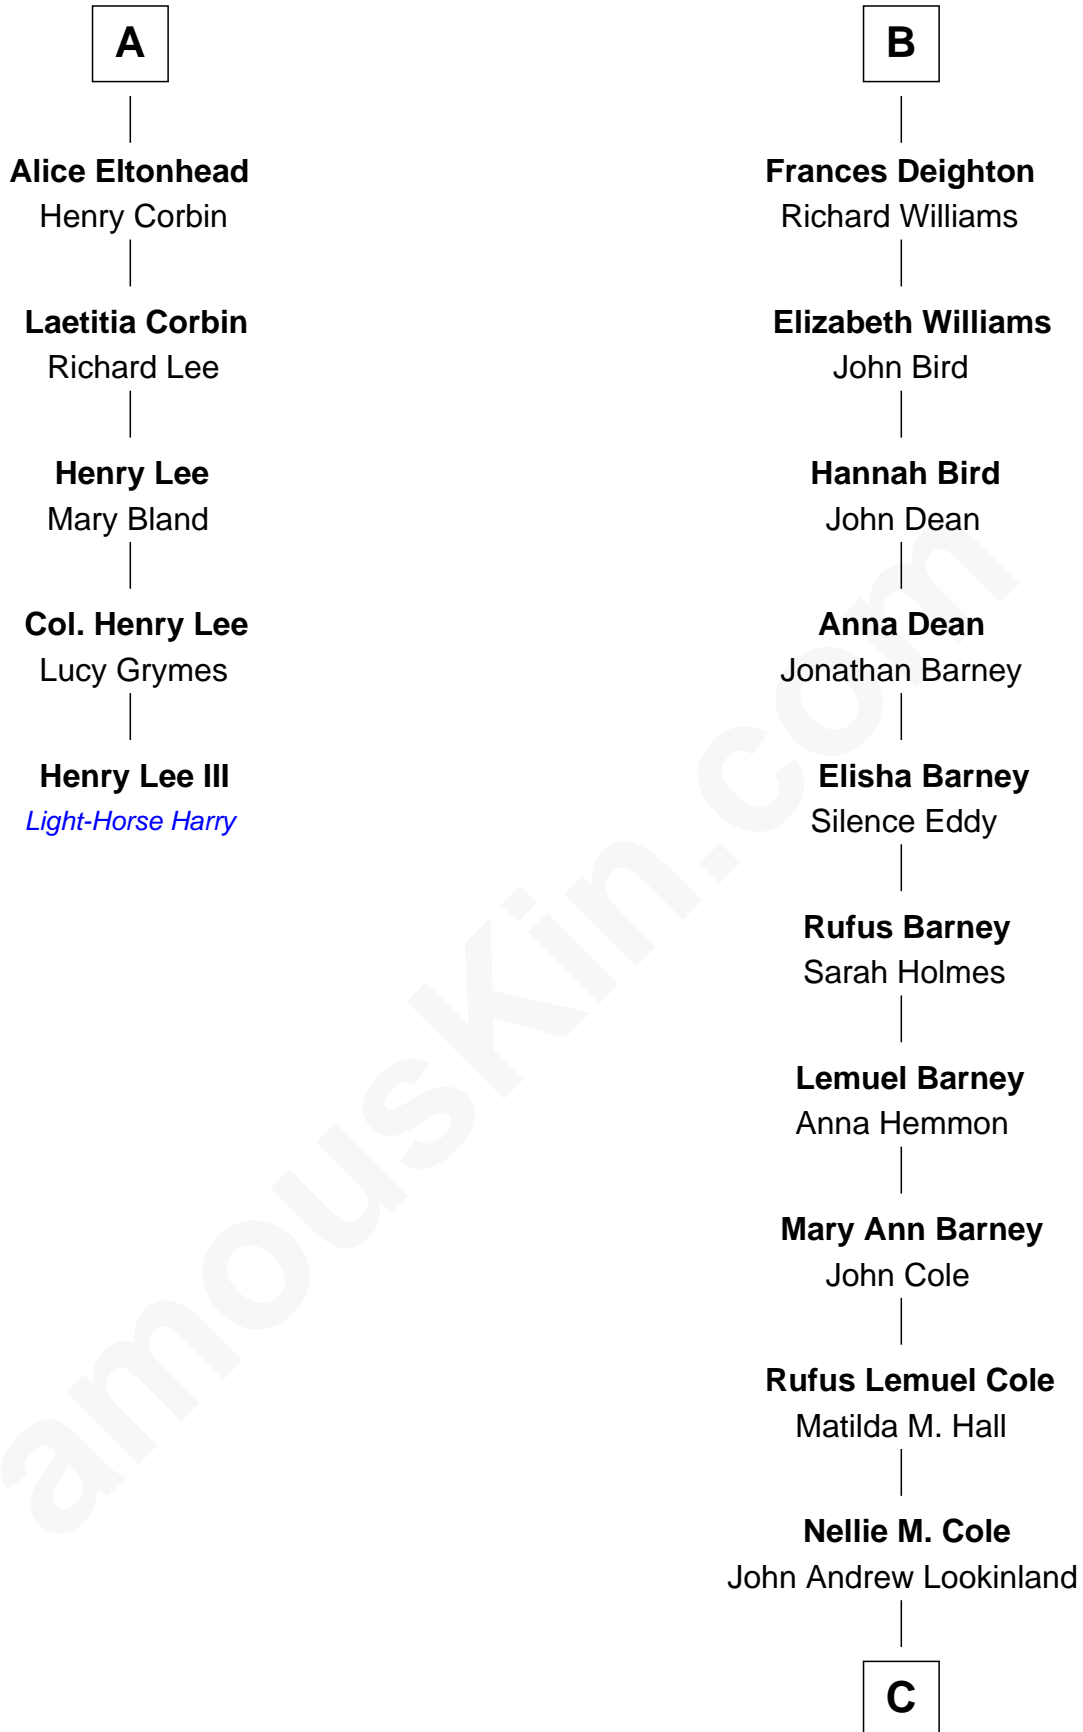 A
Alice Eltonhead
Henry Corbin
Laetitia Corbin
Richard Lee
Henry Lee
Mary Bland
Col. Henry Lee
Lucy Grymes
Henry Lee III
Light-Horse Harry
B
Frances Deighton
Richard Williams
Elizabeth Williams
John Bird
Hannah Bird
John Dean
Anna Dean
Jonathan Barney
Elisha Barney
Silence Eddy
Rufus Barney
Sarah Holmes
Lemuel Barney
Anna Hemmon
Mary Ann Barney
John Cole
Rufus Lemuel Cole
Matilda M. Hall
Nellie M. Cole
John Andrew Lookinland
C
amouskin.com